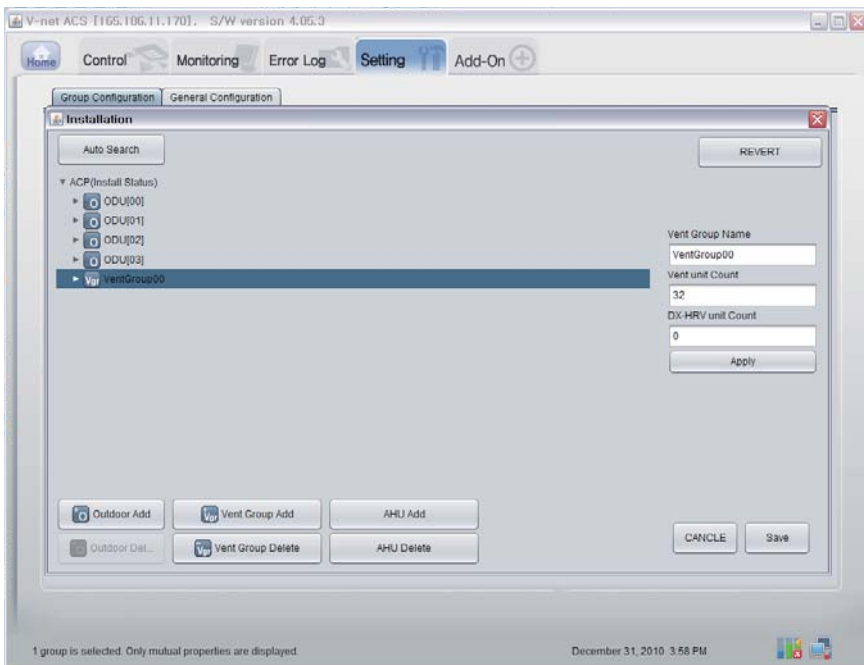 V-net ACS [165.106.11.170]. S/W version 4.05.3
Home Control Monitoring Error Log Setting Add-On
Group Configuration General Configuration
Installation
Auto Search
REVERT
ACP(Install Status)
ODU[00]
ODU[01]
ODU[02]
ODU[03]
Vgr VentGroup00
Vent Group Name
VentGroup00
Vent unit Count
32
DX-HRV unit Count
0
Apply
Outdoor Add Vgr Vent Group Add AHU Add
Outdoor Del... Vgr Vent Group Delete AHU Delete
CANCLE Save
1 group is selected. Only mutual properties are displayed. December 31, 2010 3:58 PM